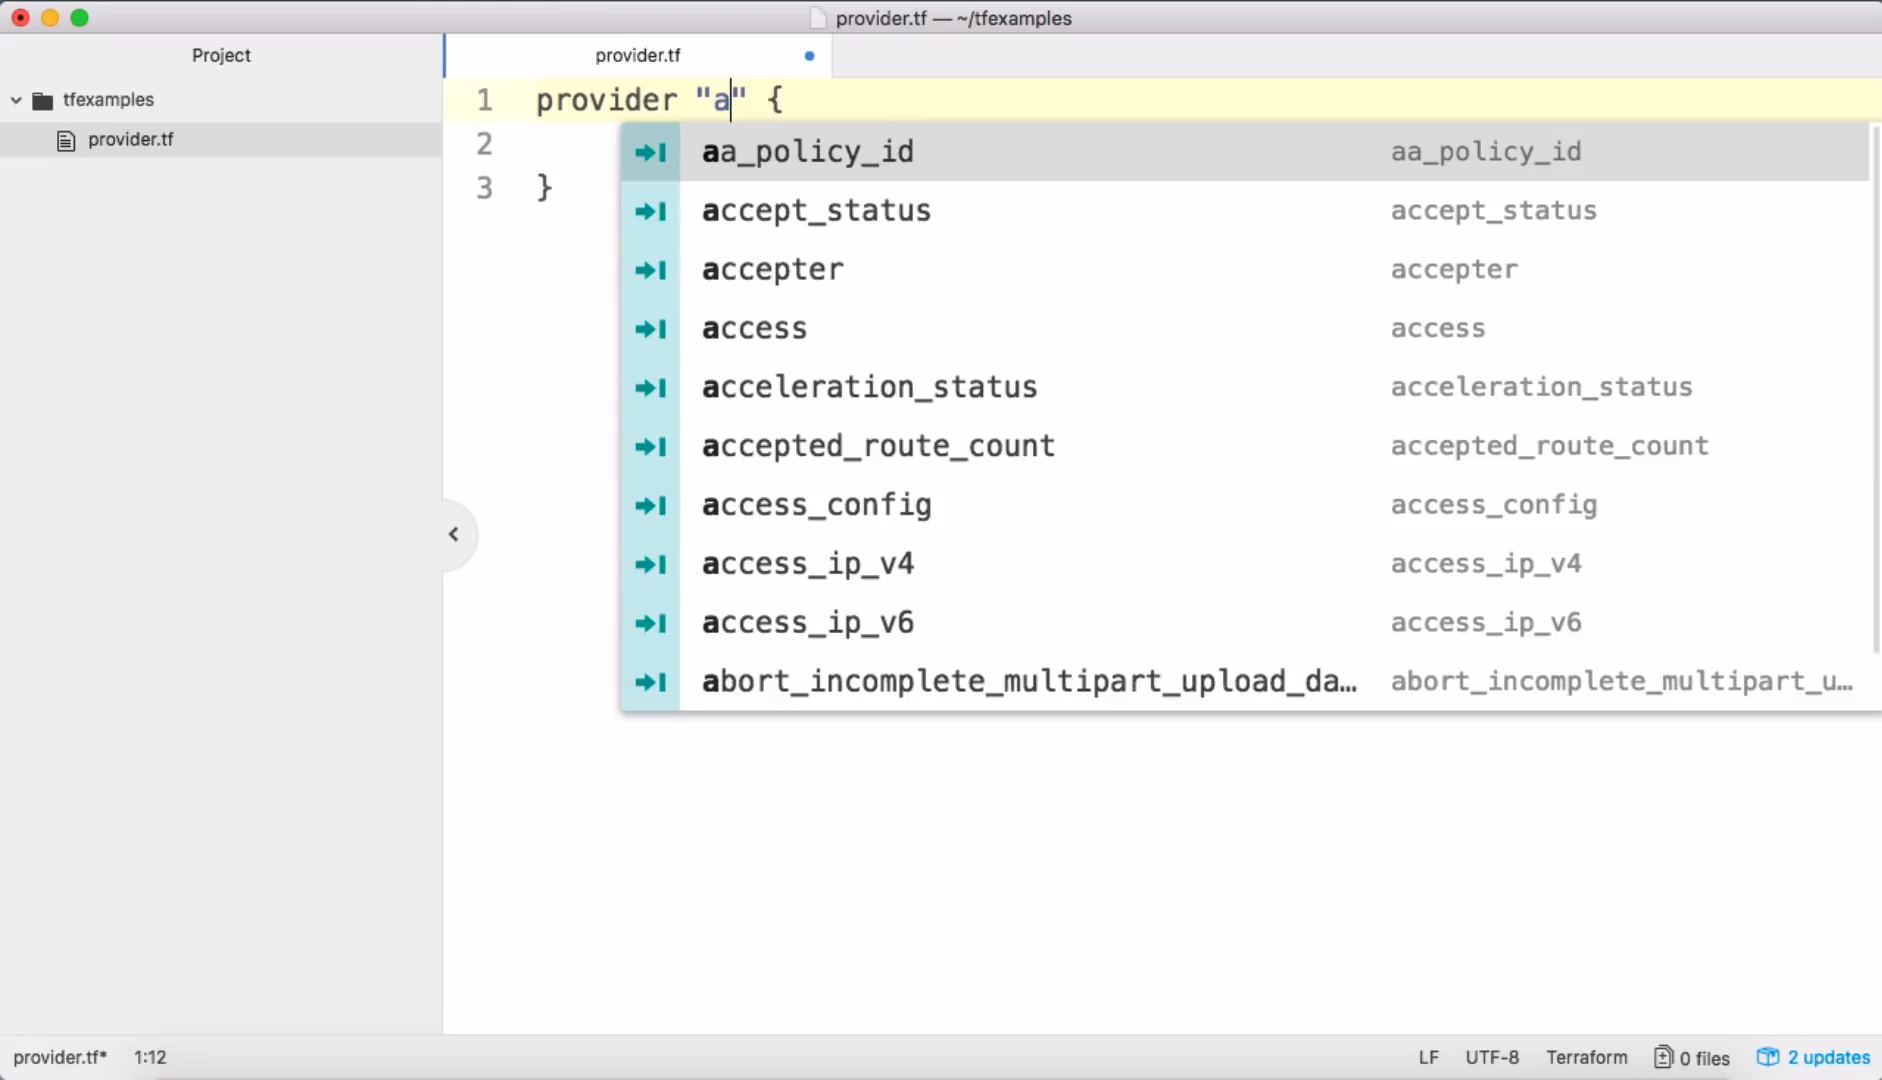 provider.tf — ~/tfexamples
Project
tfexamples
provider.tf
provider.tf
1 provider "a" {
2
3 }
aa_policy_id aa_policy_id
accept_status accept_status
accepter accepter
access access
acceleration_status acceleration_status
accepted_route_count accepted_route_count
access_config access_config
access_ip_v4 access_ip_v4
access_ip_v6 access_ip_v6
abort_incomplete_multipart_upload_da… abort_incomplete_multipart_u…
provider.tf* 1:12 LF UTF-8 Terraform 0 files 2 updates